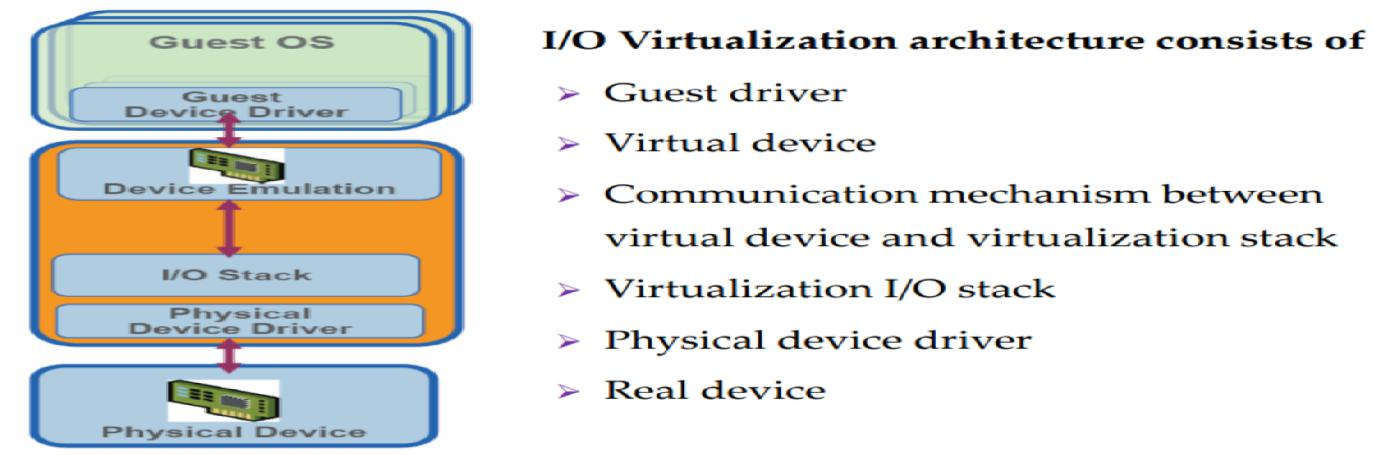 Guest OS
Guest
Device Driver
Device Emulation
I/O Stack
Physical
Device Driver
Physical Device
I/O Virtualization architecture consists of
➢ Guest driver
➢ Virtual device
➢ Communication mechanism between
virtual device and virtualization stack
➢ Virtualization I/O stack
➢ Physical device driver
➢ Real device